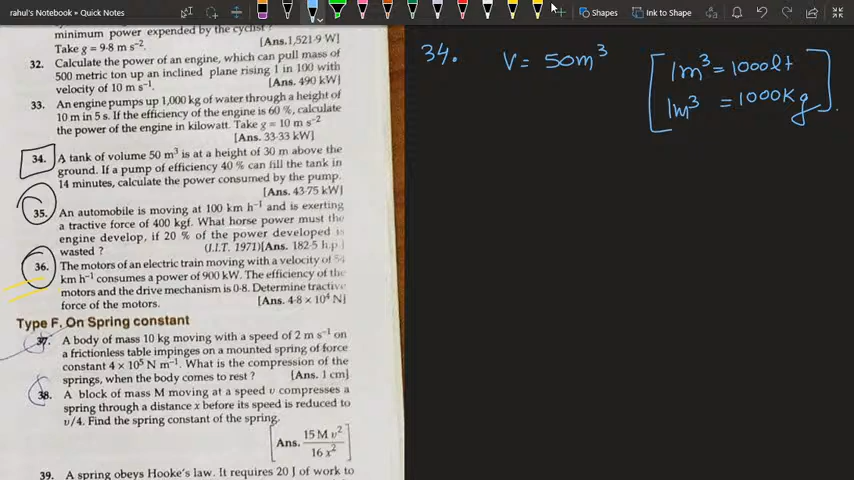 rahul's Notebook » Quick Notes
Shapes
Ink to Shape
minimum power expended by the cyclist ?
Take g = 9·8 m s⁻². [Ans.1,521·9 W]
32. Calculate the power of an engine, which can pull mass of
500 metric ton up an inclined plane rising 1 in 100 with
velocity of 10 m s⁻¹. [Ans. 490 kW]
33. An engine pumps up 1,000 kg of water through a height of
10 m in 5 s. If the efficiency of the engine is 60 %, calculate
the power of the engine in kilowatt. Take g = 10 m s⁻²
[Ans. 33·33 kW]
34. A tank of volume 50 m³ is at a height of 30 m above the
ground. If a pump of efficiency 40 % can fill the tank in
14 minutes, calculate the power consumed by the pump.
[Ans. 43·75 kW]
35. An automobile is moving at 100 km h⁻¹ and is exerting
a tractive force of 400 kgf. What horse power must the
engine develop, if 20 % of the power developed is
wasted ? (I.I.T. 1971)[Ans. 182·5 h.p.]
36. The motors of an electric train moving with a velocity of 54
km h⁻¹ consumes a power of 900 kW. The efficiency of the
motors and the drive mechanism is 0·8. Determine tractive
force of the motors. [Ans. 4·8 × 10⁴ N]
Type F. On Spring constant
37. A body of mass 10 kg moving with a speed of 2 m s⁻¹ on
a frictionless table impinges on a mounted spring of force
constant 4 × 10⁵ N m⁻¹. What is the compression of the
springs, when the body comes to rest ? [Ans. 1 cm]
38. A block of mass M moving at a speed υ compresses a
spring through a distance x before its speed is reduced to
υ/4. Find the spring constant of the spring.
[Ans. 15 M υ² / 16 x²]
39. A spring obeys Hooke's law. It requires 20 J of work to
34. V = 50m³
[1m³ = 1000lt
1m³ = 1000Kg].